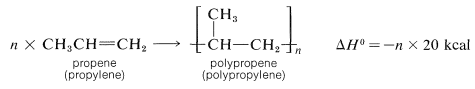 CH₃
n × CH₃CH=CH₂ ⟶ [CH—CH₂]ₙ ΔH⁰ = −n × 20 kcal
propene polypropene
(propylene) (polypropylene)